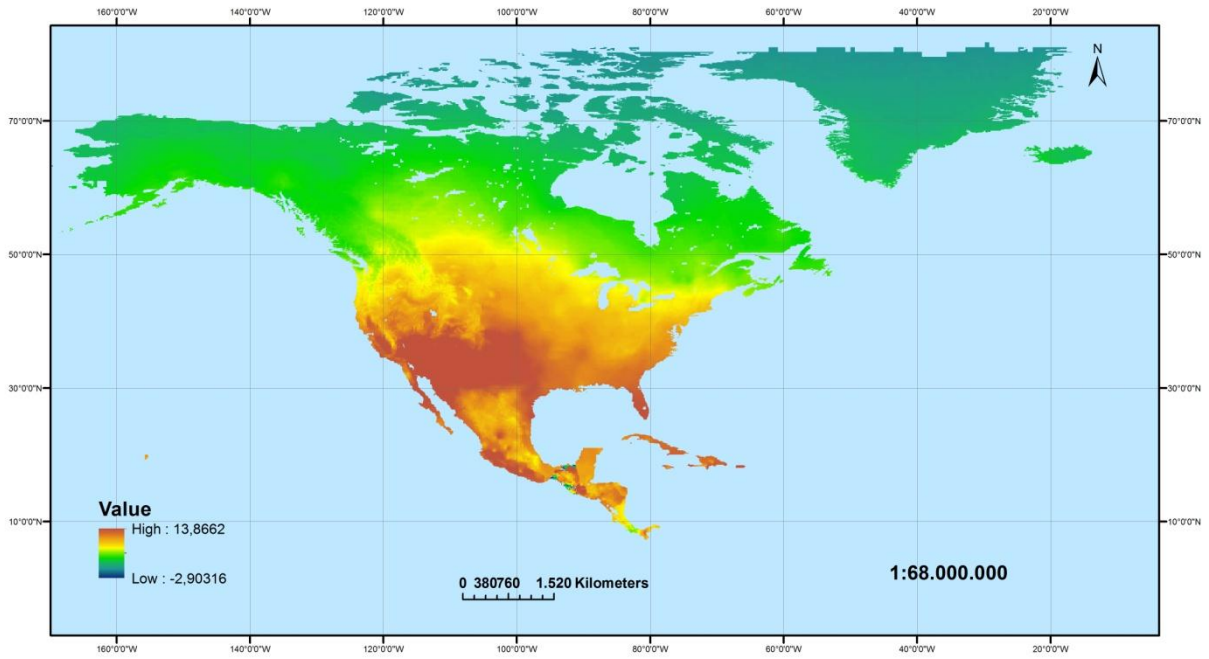 160°0'0"W 140°0'0"W 120°0'0"W 100°0'0"W 80°0'0"W 60°0'0"W 40°0'0"W 20°0'0"W
N
70°0'0"N 70°0'0"N
50°0'0"N 50°0'0"N
30°0'0"N 30°0'0"N
10°0'0"N 10°0'0"N
Value
High : 13,8662
Low : -2,90316
0 380760 1.520 Kilometers
1:68.000.000
160°0'0"W 140°0'0"W 120°0'0"W 100°0'0"W 80°0'0"W 60°0'0"W 40°0'0"W 20°0'0"W